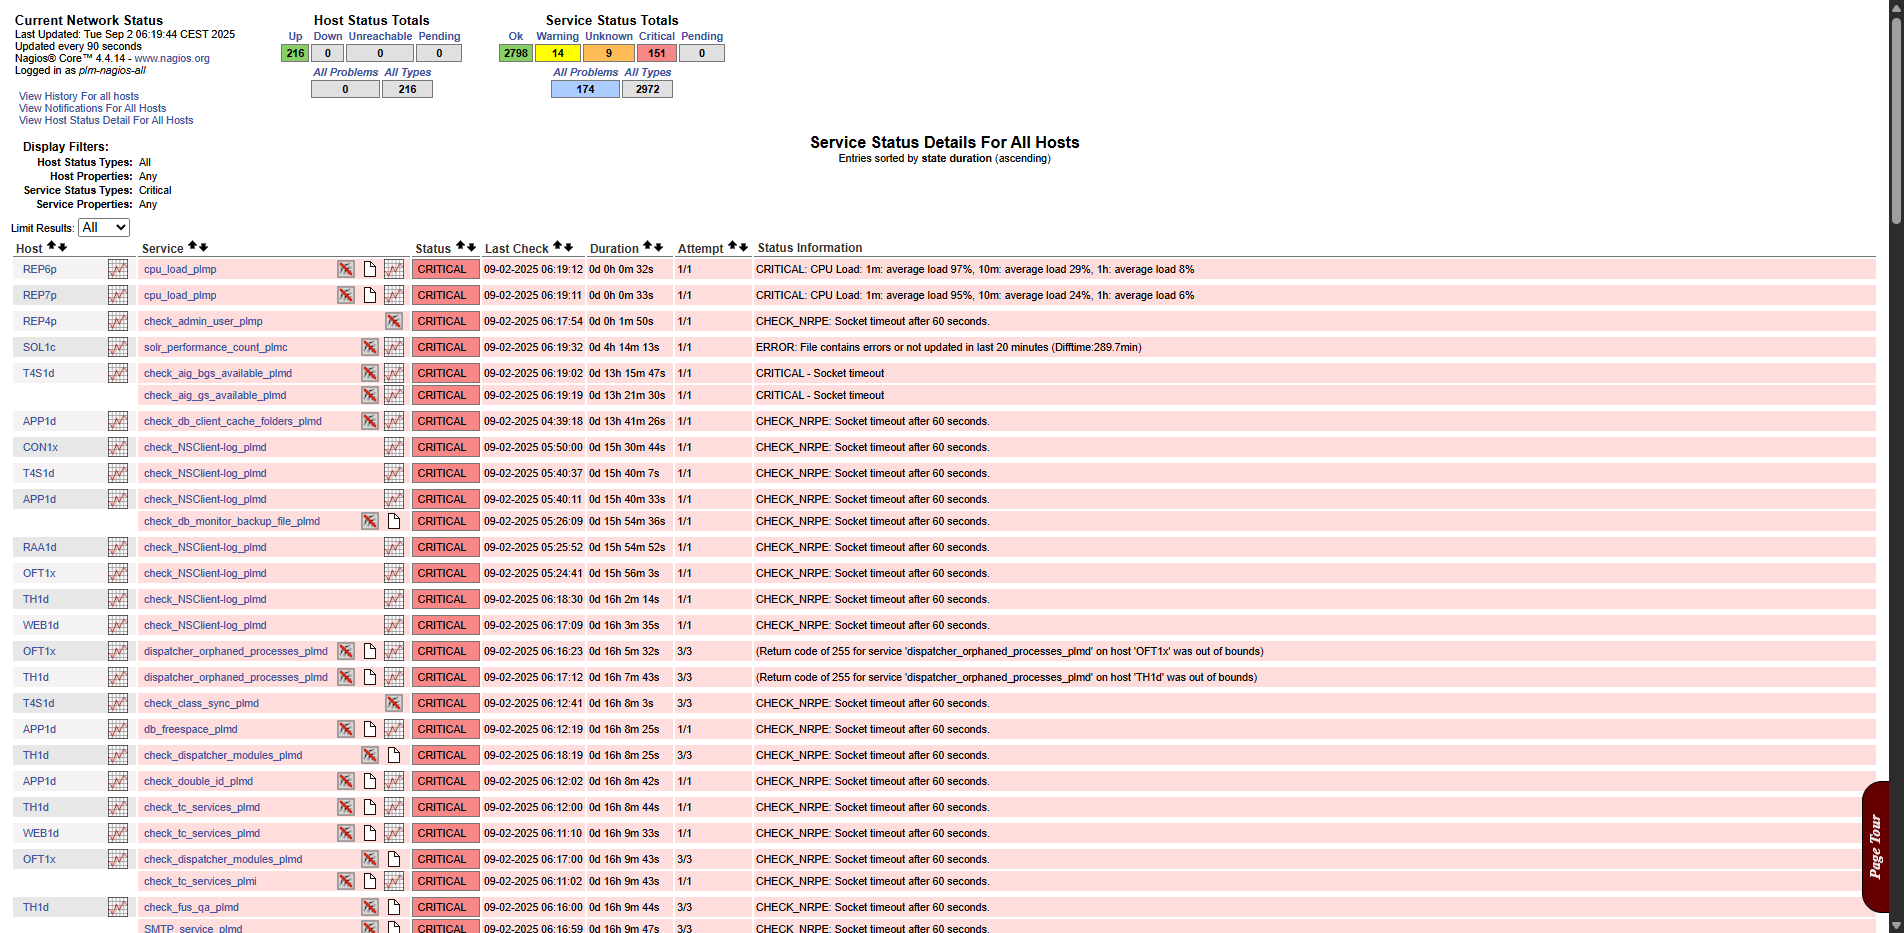 Current Network Status
Last Updated: Tue Sep 2 06:19:44 CEST 2025
Updated every 90 seconds
Nagios® Core™ 4.4.14 - www.nagios.org
Logged in as plm-nagios-all
View History For all hosts
View Notifications For All Hosts
View Host Status Detail For All Hosts
Host Status Totals
Up Down Unreachable Pending
216 0 0 0
All Problems All Types
0 216
Service Status Totals
Ok Warning Unknown Critical Pending
2798 14 9 151 0
All Problems All Types
174 2972
Display Filters:
Host Status Types: All
Host Properties: Any
Service Status Types: Critical
Service Properties: Any
Service Status Details For All Hosts
Entries sorted by state duration (ascending)
Limit Results: All
Host Service Status Last Check Duration Attempt Status Information
REP6p cpu_load_plmp CRITICAL 09-02-2025 06:19:12 0d 0h 0m 32s 1/1 CRITICAL: CPU Load: 1m: average load 97%, 10m: average load 29%, 1h: average load 8%
REP7p cpu_load_plmp CRITICAL 09-02-2025 06:19:11 0d 0h 0m 33s 1/1 CRITICAL: CPU Load: 1m: average load 95%, 10m: average load 24%, 1h: average load 6%
REP4p check_admin_user_plmp CRITICAL 09-02-2025 06:17:54 0d 0h 1m 50s 1/1 CHECK_NRPE: Socket timeout after 60 seconds.
SOL1c solr_performance_count_plmc CRITICAL 09-02-2025 06:19:32 0d 4h 14m 13s 1/1 ERROR: File contains errors or not updated in last 20 minutes (Difftime:289.7min)
T4S1d check_aig_bgs_available_plmd CRITICAL 09-02-2025 06:19:02 0d 13h 15m 47s 1/1 CRITICAL - Socket timeout
check_aig_gs_available_plmd CRITICAL 09-02-2025 06:19:19 0d 13h 21m 30s 1/1 CRITICAL - Socket timeout
APP1d check_db_client_cache_folders_plmd CRITICAL 09-02-2025 04:39:18 0d 13h 41m 26s 1/1 CHECK_NRPE: Socket timeout after 60 seconds.
CON1x check_NSClient-log_plmd CRITICAL 09-02-2025 05:50:00 0d 15h 30m 44s 1/1 CHECK_NRPE: Socket timeout after 60 seconds.
T4S1d check_NSClient-log_plmd CRITICAL 09-02-2025 05:40:37 0d 15h 40m 7s 1/1 CHECK_NRPE: Socket timeout after 60 seconds.
APP1d check_NSClient-log_plmd CRITICAL 09-02-2025 05:40:11 0d 15h 40m 33s 1/1 CHECK_NRPE: Socket timeout after 60 seconds.
check_db_monitor_backup_file_plmd CRITICAL 09-02-2025 05:26:09 0d 15h 54m 36s 1/1 CHECK_NRPE: Socket timeout after 60 seconds.
RAA1d check_NSClient-log_plmd CRITICAL 09-02-2025 05:25:52 0d 15h 54m 52s 1/1 CHECK_NRPE: Socket timeout after 60 seconds.
OFT1x check_NSClient-log_plmd CRITICAL 09-02-2025 05:24:41 0d 15h 56m 3s 1/1 CHECK_NRPE: Socket timeout after 60 seconds.
TH1d check_NSClient-log_plmd CRITICAL 09-02-2025 06:18:30 0d 16h 2m 14s 1/1 CHECK_NRPE: Socket timeout after 60 seconds.
WEB1d check_NSClient-log_plmd CRITICAL 09-02-2025 06:17:09 0d 16h 3m 35s 1/1 CHECK_NRPE: Socket timeout after 60 seconds.
OFT1x dispatcher_orphaned_processes_plmd CRITICAL 09-02-2025 06:16:23 0d 16h 5m 32s 3/3 (Return code of 255 for service 'dispatcher_orphaned_processes_plmd' on host 'OFT1x' was out of bounds)
TH1d dispatcher_orphaned_processes_plmd CRITICAL 09-02-2025 06:17:12 0d 16h 7m 43s 3/3 (Return code of 255 for service 'dispatcher_orphaned_processes_plmd' on host 'TH1d' was out of bounds)
T4S1d check_class_sync_plmd CRITICAL 09-02-2025 06:12:41 0d 16h 8m 3s 3/3 CHECK_NRPE: Socket timeout after 60 seconds.
APP1d db_freespace_plmd CRITICAL 09-02-2025 06:12:19 0d 16h 8m 25s 1/1 CHECK_NRPE: Socket timeout after 60 seconds.
TH1d check_dispatcher_modules_plmd CRITICAL 09-02-2025 06:18:19 0d 16h 8m 25s 3/3 CHECK_NRPE: Socket timeout after 60 seconds.
APP1d check_double_id_plmd CRITICAL 09-02-2025 06:12:02 0d 16h 8m 42s 1/1 CHECK_NRPE: Socket timeout after 60 seconds.
TH1d check_tc_services_plmd CRITICAL 09-02-2025 06:12:00 0d 16h 8m 44s 1/1 CHECK_NRPE: Socket timeout after 60 seconds.
WEB1d check_tc_services_plmd CRITICAL 09-02-2025 06:11:10 0d 16h 9m 33s 1/1 CHECK_NRPE: Socket timeout after 60 seconds.
OFT1x check_dispatcher_modules_plmd CRITICAL 09-02-2025 06:17:00 0d 16h 9m 43s 3/3 CHECK_NRPE: Socket timeout after 60 seconds.
check_tc_services_plmi CRITICAL 09-02-2025 06:11:02 0d 16h 9m 43s 1/1 CHECK_NRPE: Socket timeout after 60 seconds.
TH1d check_fus_qa_plmd CRITICAL 09-02-2025 06:16:00 0d 16h 9m 44s 3/3 CHECK_NRPE: Socket timeout after 60 seconds.
SMTP_service_plmd CRITICAL 09-02-2025 06:16:59 0d 16h 9m 47s 3/3 CHECK_NRPE: Socket timeout after 60 seconds.
Page Tour